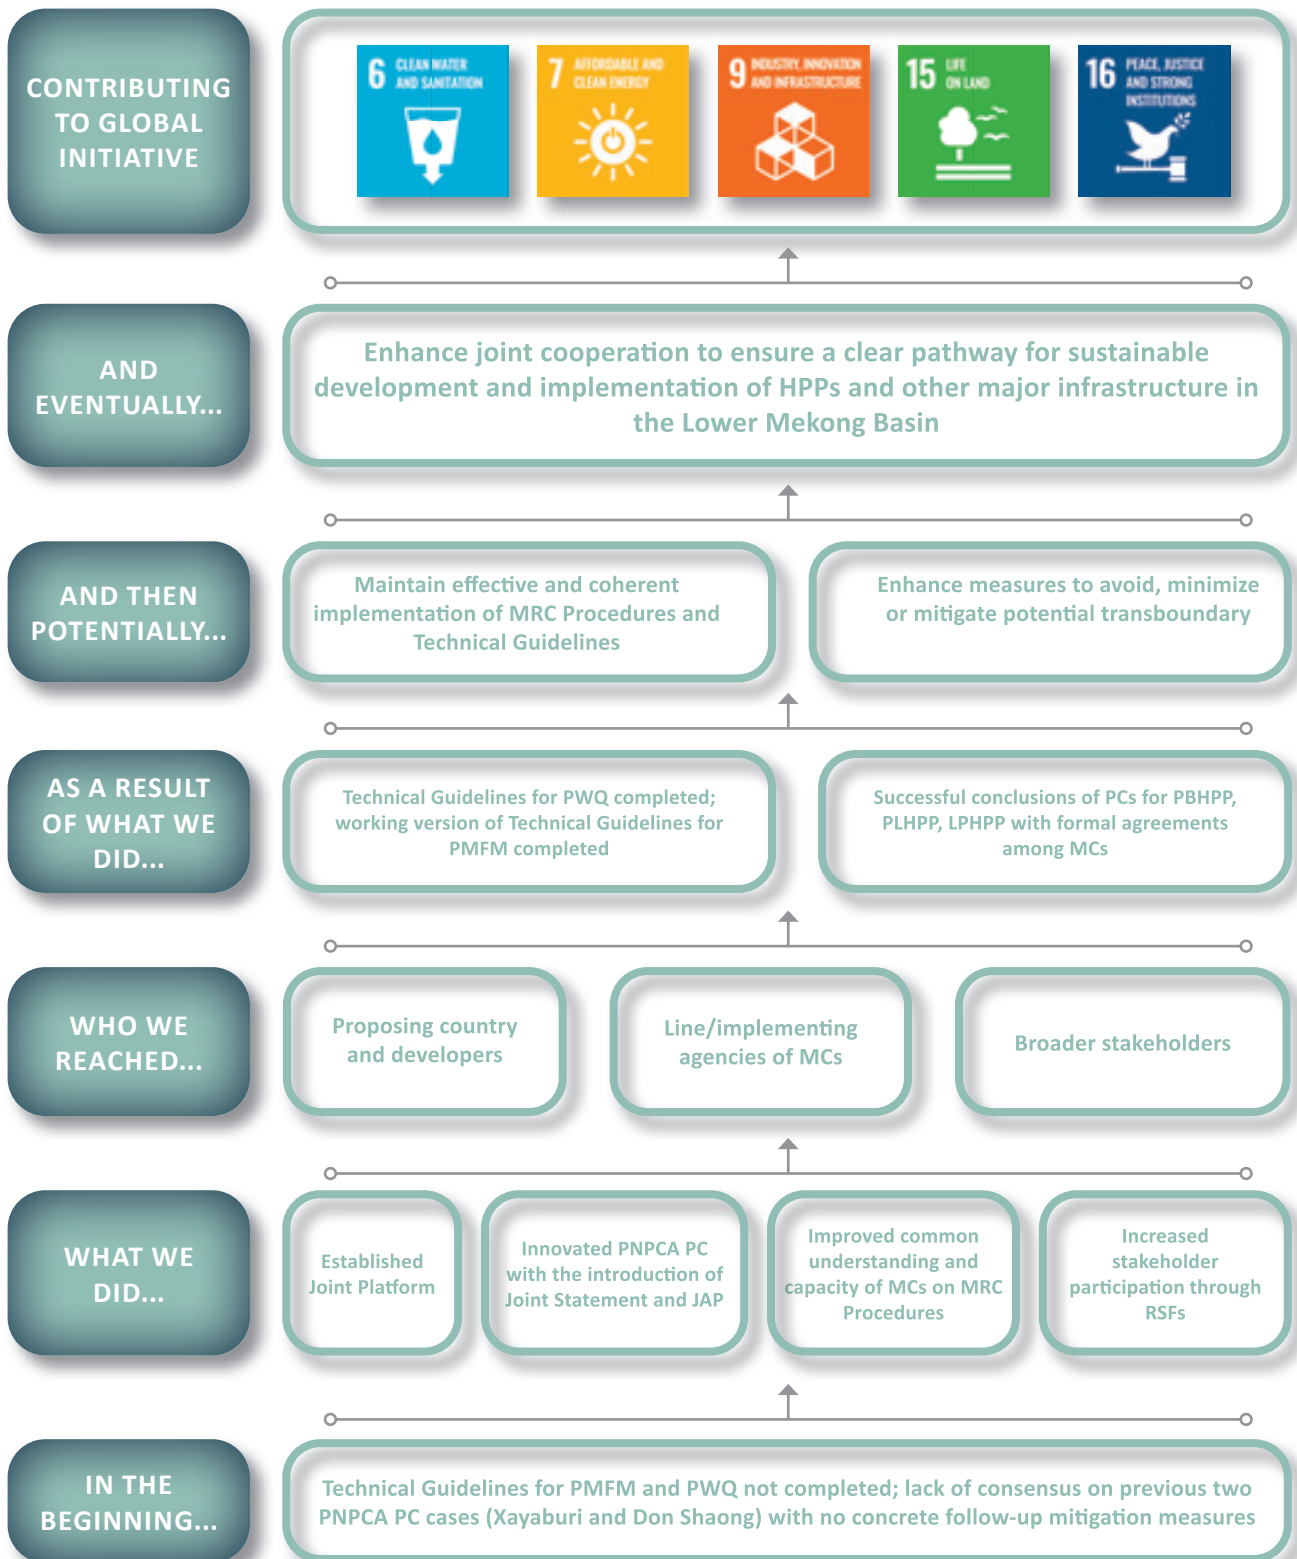 CONTRIBUTING
TO GLOBAL
INITIATIVE
6 CLEAN WATER
AND SANITATION
7 AFFORDABLE AND
CLEAN ENERGY
9 INDUSTRY, INNOVATION
AND INFRASTRUCTURE
15 LIFE
ON LAND
16 PEACE, JUSTICE
AND STRONG
INSTITUTIONS
AND
EVENTUALLY...
Enhance joint cooperation to ensure a clear pathway for sustainable
development and implementation of HPPs and other major infrastructure in
the Lower Mekong Basin
AND THEN
POTENTIALLY...
Maintain effective and coherent
implementation of MRC Procedures and
Technical Guidelines
Enhance measures to avoid, minimize
or mitigate potential transboundary
AS A RESULT
OF WHAT WE
DID...
Technical Guidelines for PWQ completed;
working version of Technical Guidelines for
PMFM completed
Successful conclusions of PCs for PBHPP,
PLHPP, LPHPP with formal agreements
among MCs
WHO WE
REACHED...
Proposing country
and developers
Line/implementing
agencies of MCs
Broader stakeholders
WHAT WE
DID...
Established
Joint Platform
Innovated PNPCA PC
with the introduction of
Joint Statement and JAP
Improved common
understanding and
capacity of MCs on MRC
Procedures
Increased
stakeholder
participation through
RSFs
IN THE
BEGINNING...
Technical Guidelines for PMFM and PWQ not completed; lack of consensus on previous two
PNPCA PC cases (Xayaburi and Don Shaong) with no concrete follow-up mitigation measures